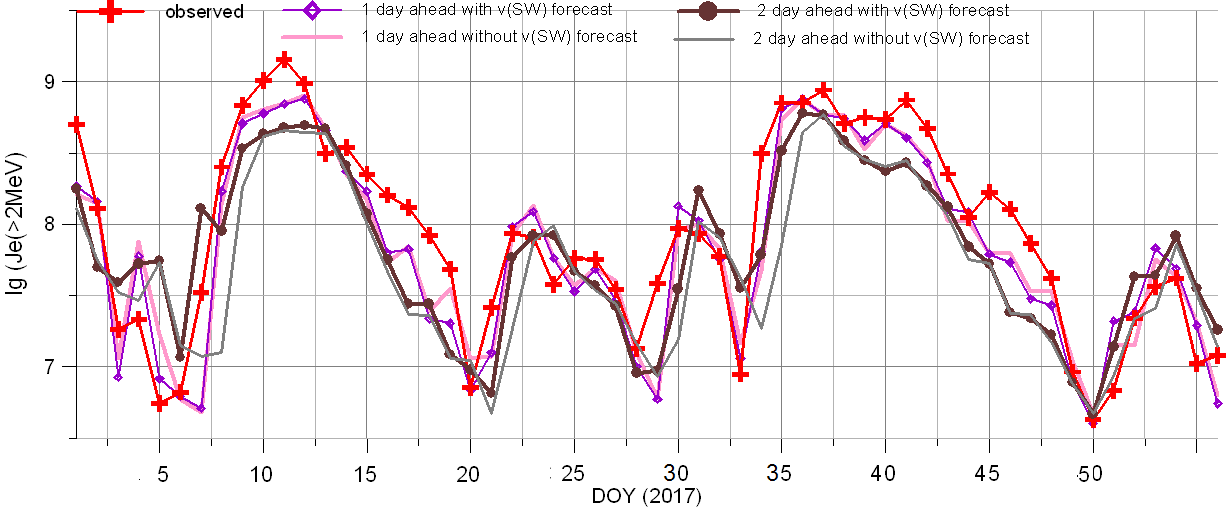 observed
1 day ahead with v(SW) forecast
2 day ahead with v(SW) forecast
1 day ahead without v(SW) forecast
2 day ahead without v(SW) forecast
9
8
7
lg (Je(>2MeV)
5 10 15 20 25 30 35 40 45 50
DOY (2017)